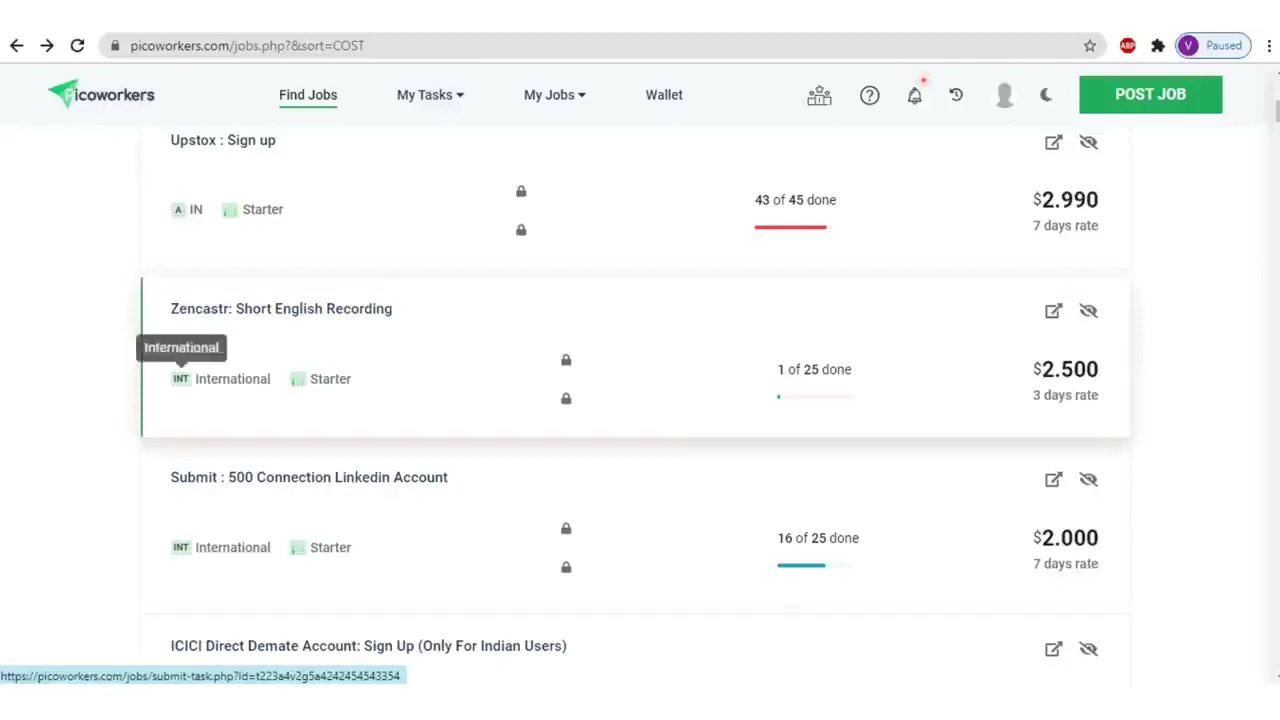 picoworkers.com/jobs.php?&sort=COST
ABP
V Paused
Picoworkers
Find Jobs
My Tasks
My Jobs
Wallet
POST JOB
Upstox : Sign up
A IN Starter
43 of 45 done
$2.990
7 days rate
Zencastr: Short English Recording
International
INT International Starter
1 of 25 done
$2.500
3 days rate
Submit : 500 Connection Linkedin Account
INT International Starter
16 of 25 done
$2.000
7 days rate
ICICI Direct Demate Account: Sign Up (Only For Indian Users)
https://picoworkers.com/jobs/submit-task.php?Id=t223a4v2g5a4242454543354